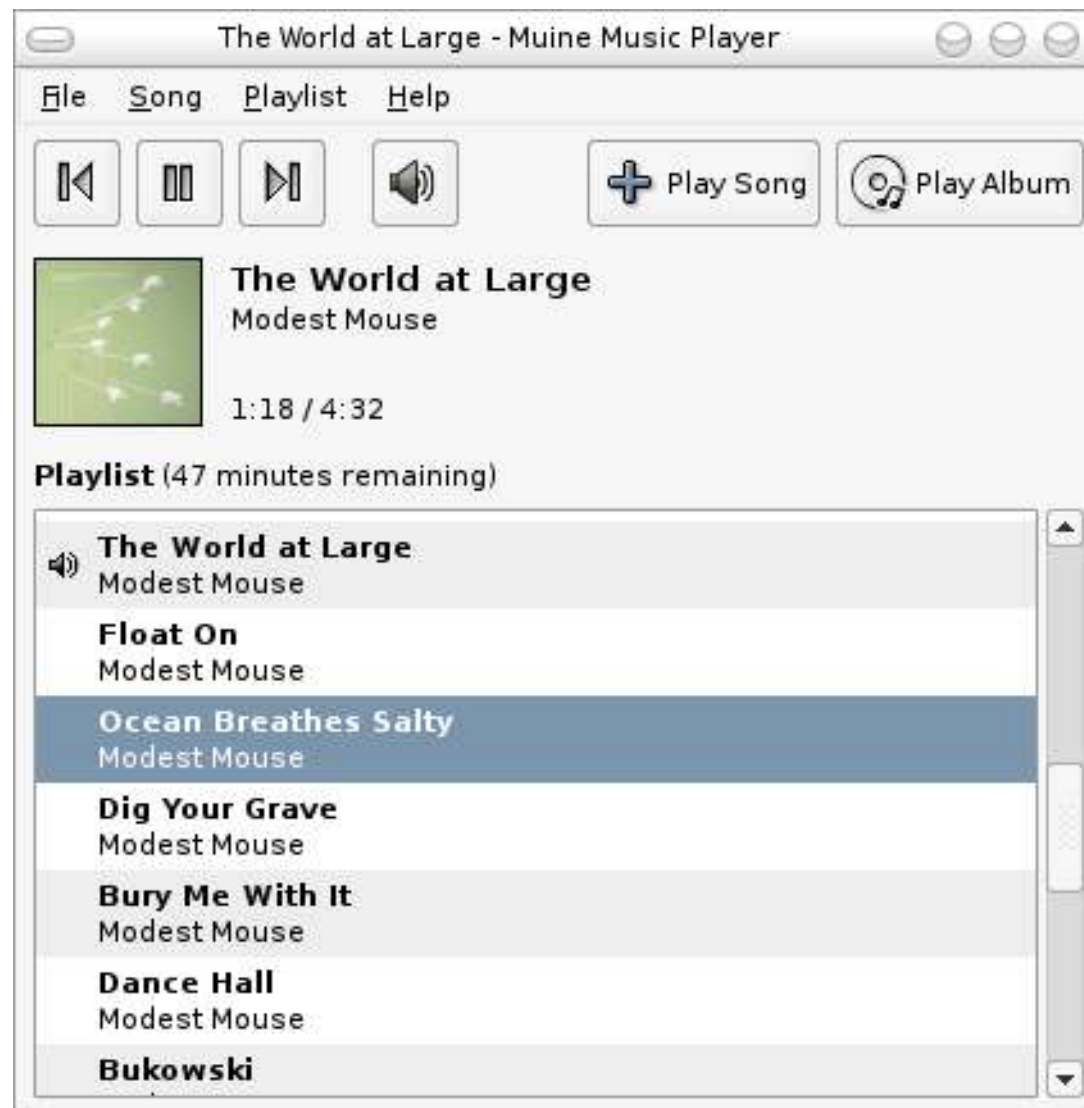 The World at Large - Muine Music Player
File Song Playlist Help
Play Song Play Album
The World at Large
Modest Mouse
1:18 / 4:32
Playlist (47 minutes remaining)
The World at Large
Modest Mouse
Float On
Modest Mouse
Ocean Breathes Salty
Modest Mouse
Dig Your Grave
Modest Mouse
Bury Me With It
Modest Mouse
Dance Hall
Modest Mouse
Bukowski